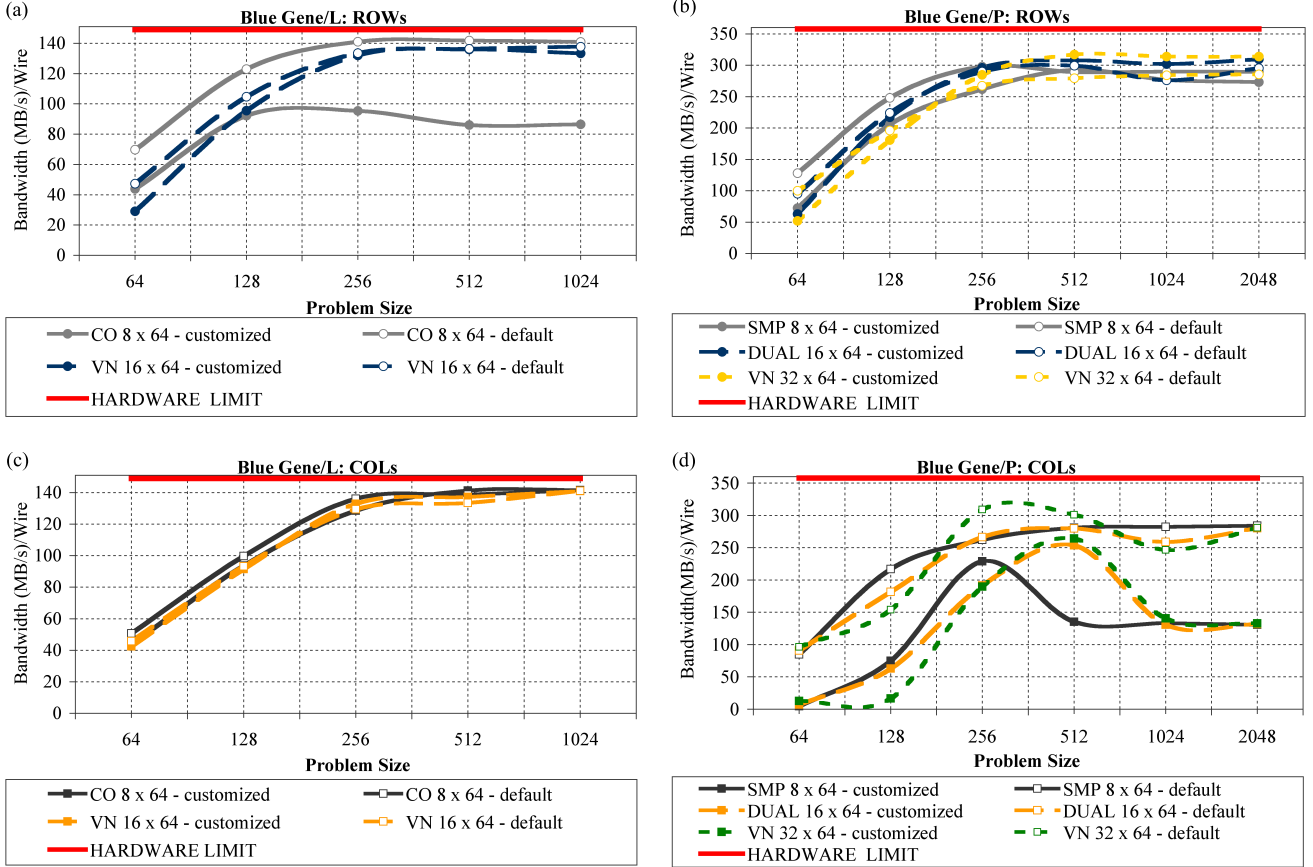 (a)
Blue Gene/L: ROWs
Bandwidth (MB/s)/Wire
140
120
100
80
60
40
20
0
64 128 256 512 1024
Problem Size
CO 8 x 64 - customized
CO 8 x 64 - default
VN 16 x 64 - customized
VN 16 x 64 - default
HARDWARE LIMIT
(b)
Blue Gene/P: ROWs
Bandwidth (MB/s)/Wire
350
300
250
200
150
100
50
0
64 128 256 512 1024 2048
Problem Size
SMP 8 x 64 - customized
SMP 8 x 64 - default
DUAL 16 x 64 - customized
DUAL 16 x 64 - default
VN 32 x 64 - customized
VN 32 x 64 - default
HARDWARE LIMIT
(c)
Blue Gene/L: COLs
Bandwidth (MB/s)/Wire
140
120
100
80
60
40
20
0
64 128 256 512 1024
Problem Size
CO 8 x 64 - customized
CO 8 x 64 - default
VN 16 x 64 - customized
VN 16 x 64 - default
HARDWARE LIMIT
(d)
Blue Gene/P: COLs
Bandwidth(MB/s)/Wire
350
300
250
200
150
100
50
0
64 128 256 512 1024 2048
Problem Size
SMP 8 x 64 - customized
SMP 8 x 64 - default
DUAL 16 x 64 - customized
DUAL 16 x 64 - default
VN 32 x 64 - customized
VN 32 x 64 - default
HARDWARE LIMIT